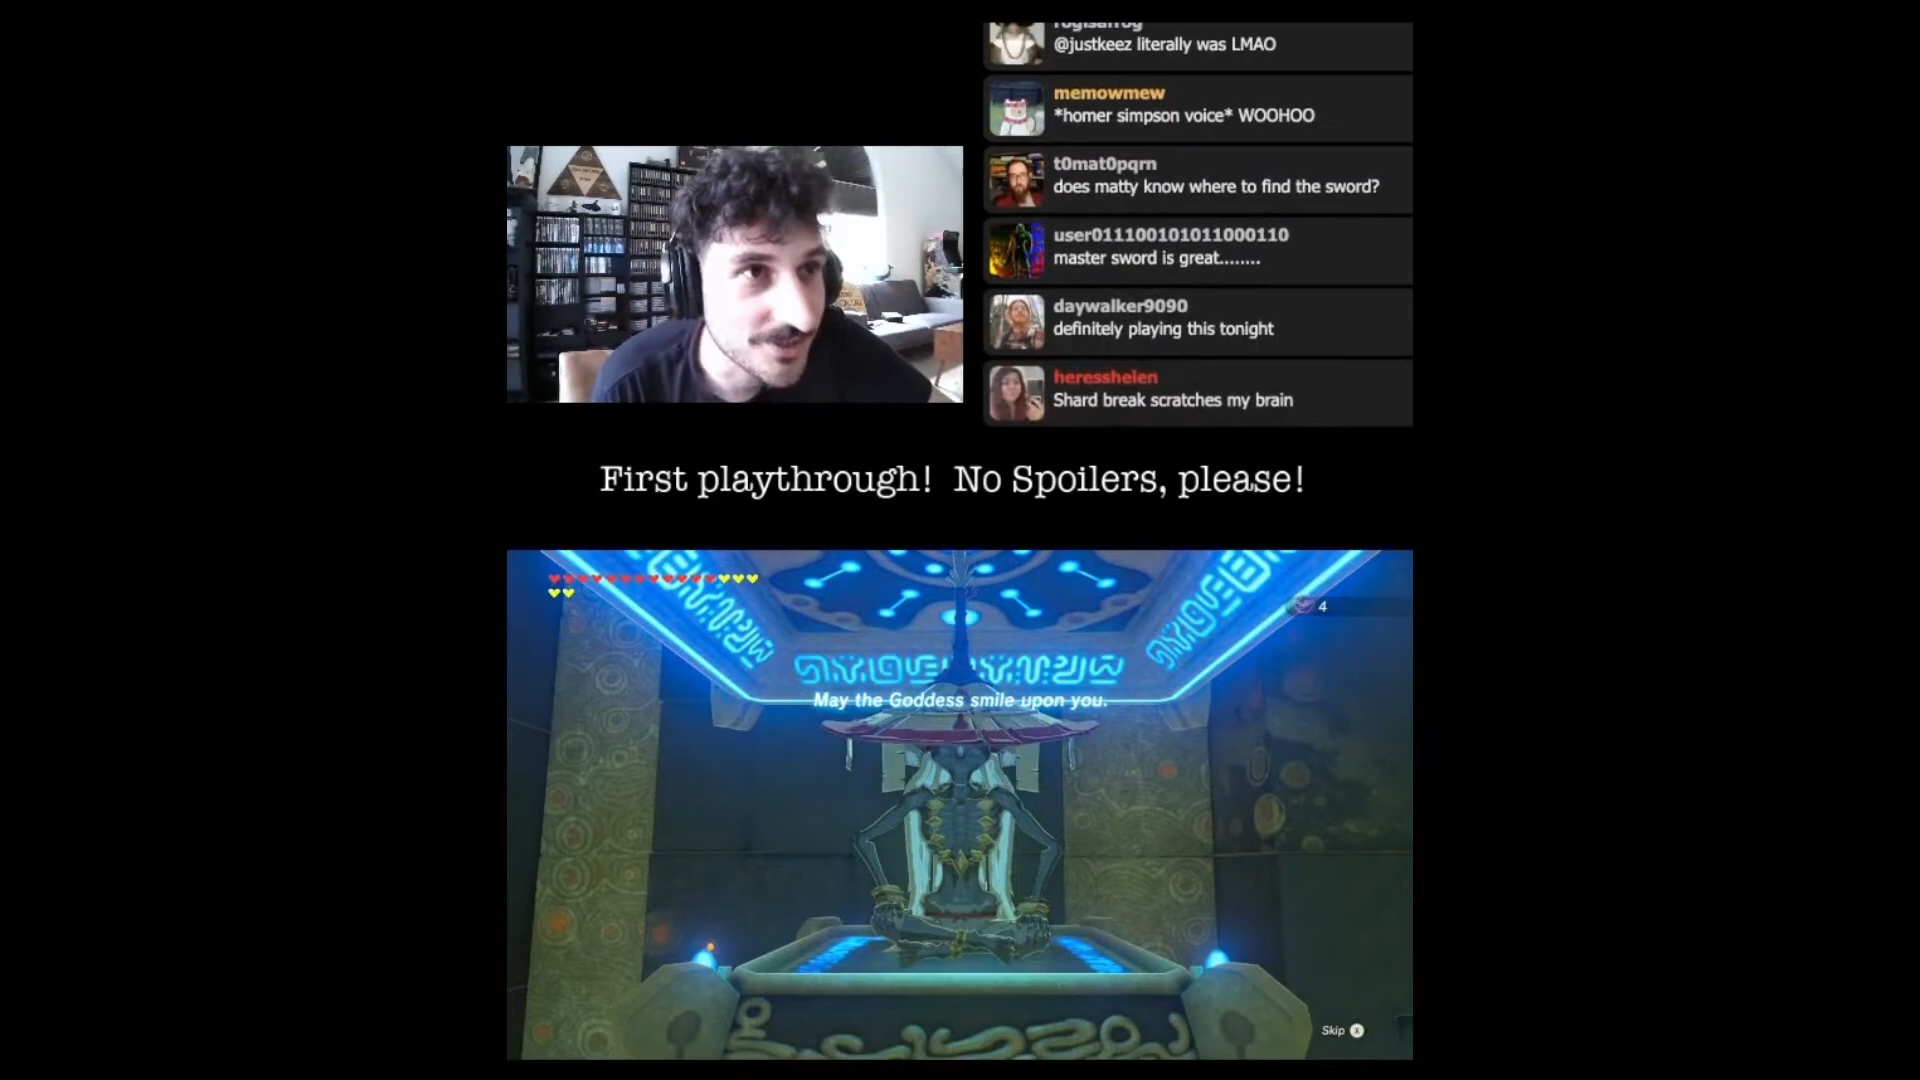 @justkeez literally was LMAO
memowmew
*homer simpson voice* WOOHOO
t0mat0pqrn
does matty know where to find the sword?
user011100101011000110
master sword is great........
daywalker9090
definitely playing this tonight
heresshelen
Shard break scratches my brain
First playthrough! No Spoilers, please!
4
May the Goddess smile upon you.
Skip X